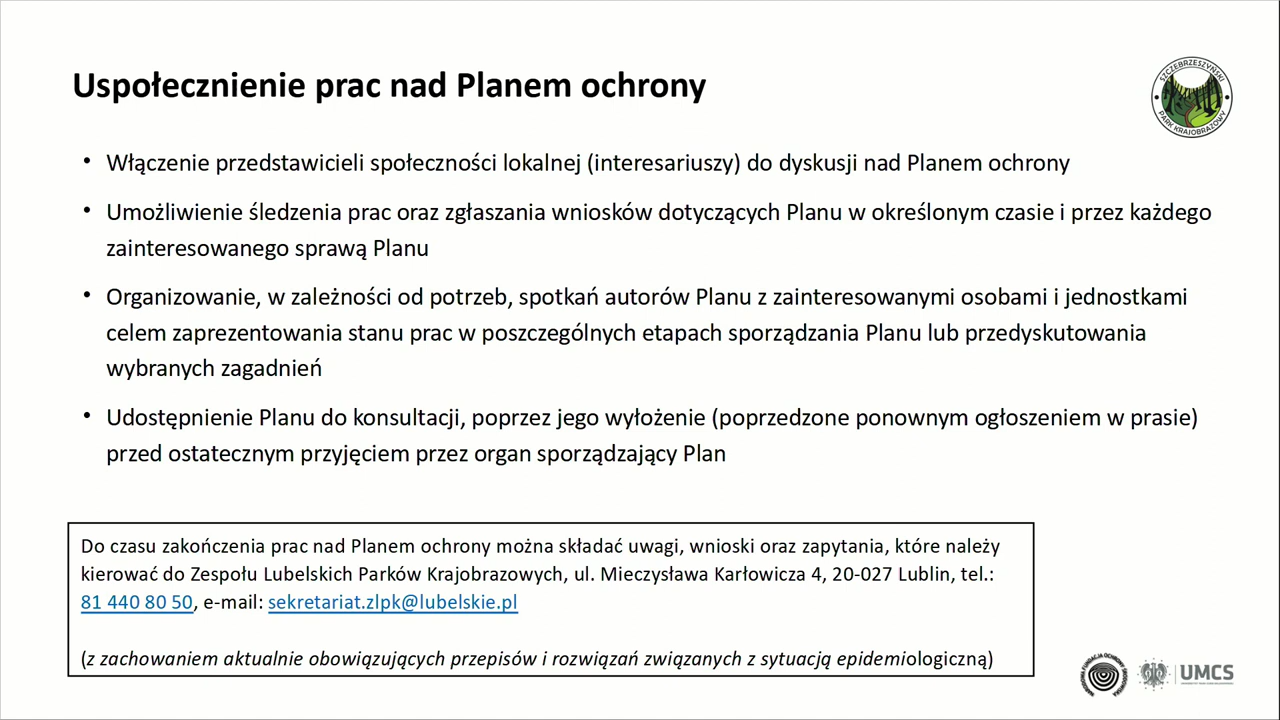 Uspołecznienie prac nad Planem ochrony
SZCZEBRZESZYŃSKI
PARK KRAJOBRAZOWY
• Włączenie przedstawicieli społeczności lokalnej (interesariuszy) do dyskusji nad Planem ochrony
• Umożliwienie śledzenia prac oraz zgłaszania wniosków dotyczących Planu w określonym czasie i przez każdego
zainteresowanego sprawą Planu
• Organizowanie, w zależności od potrzeb, spotkań autorów Planu z zainteresowanymi osobami i jednostkami
celem zaprezentowania stanu prac w poszczególnych etapach sporządzania Planu lub przedyskutowania
wybranych zagadnień
• Udostępnienie Planu do konsultacji, poprzez jego wyłożenie (poprzedzone ponownym ogłoszeniem w prasie)
przed ostatecznym przyjęciem przez organ sporządzający Plan
Do czasu zakończenia prac nad Planem ochrony można składać uwagi, wnioski oraz zapytania, które należy
kierować do Zespołu Lubelskich Parków Krajobrazowych, ul. Mieczysława Karłowicza 4, 20-027 Lublin, tel.:
81 440 80 50, e-mail: sekretariat.zlpk@lubelskie.pl
(z zachowaniem aktualnie obowiązujących przepisów i rozwiązań związanych z sytuacją epidemiologiczną)
NARODOWA FUNDACJA OCHRONY ŚRODOWISKA
UMCS